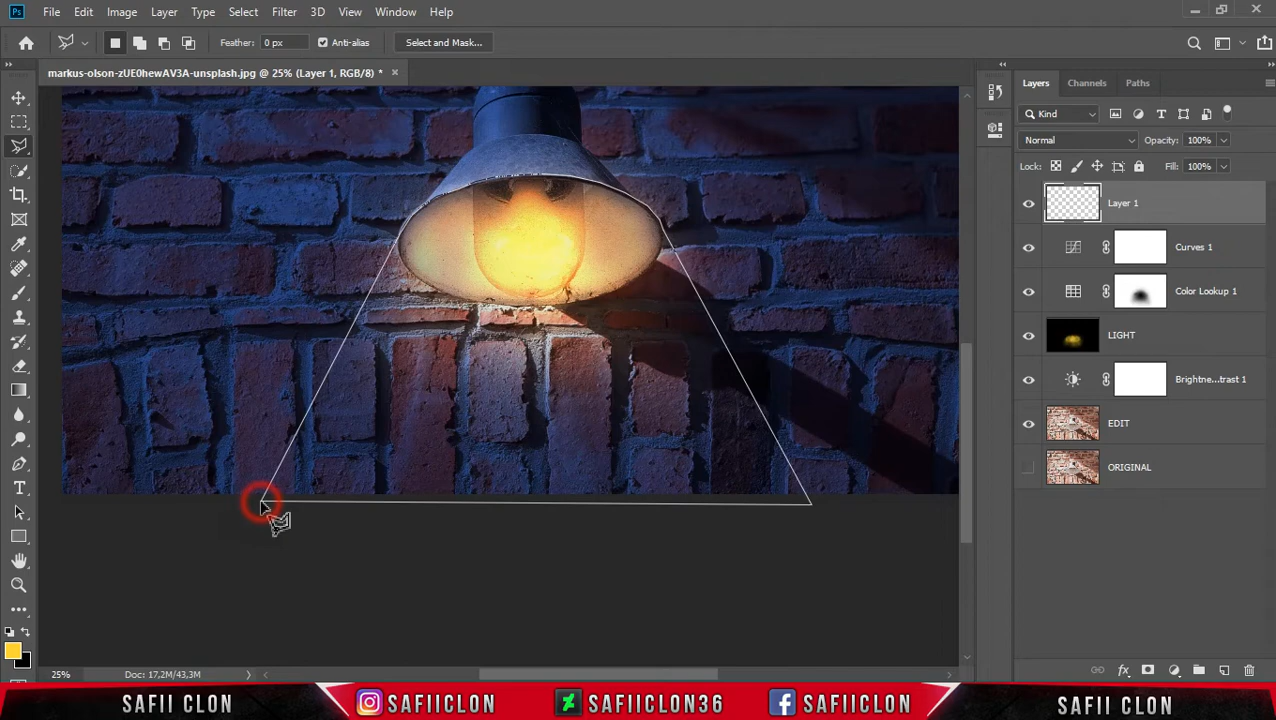 Ps File Edit Image Layer Type Select Filter 3D View Window Help
Feather: 0 px Anti-alias Select and Mask...
markus-olson-zUE0hewAV3A-unsplash.jpg @ 25% (Layer 1, RGB/8) *
Layers Channels Paths
Kind
Normal Opacity: 100%
Lock: Fill: 100%
Layer 1
Curves 1
Color Lookup 1
LIGHT
Brightne...trast 1
EDIT
ORIGINAL
T
25% Doc: 17,2M/43,3M
fx
SAFII CLON SAFIICLON SAFIICLON36 SAFIICLON SAFII CLON